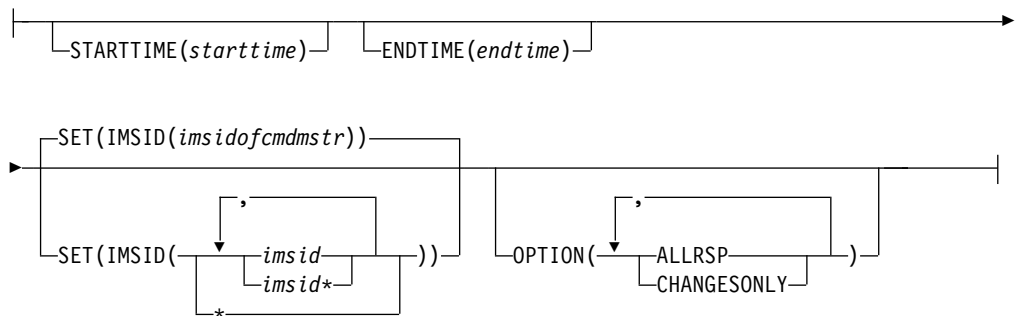 STARTTIME(starttime) ENDTIME(endtime)
SET(IMSID(imsidofcmdmstr))
, ,
SET(IMSID( imsid )) OPTION( ALLRSP )
imsid* CHANGESONLY
*